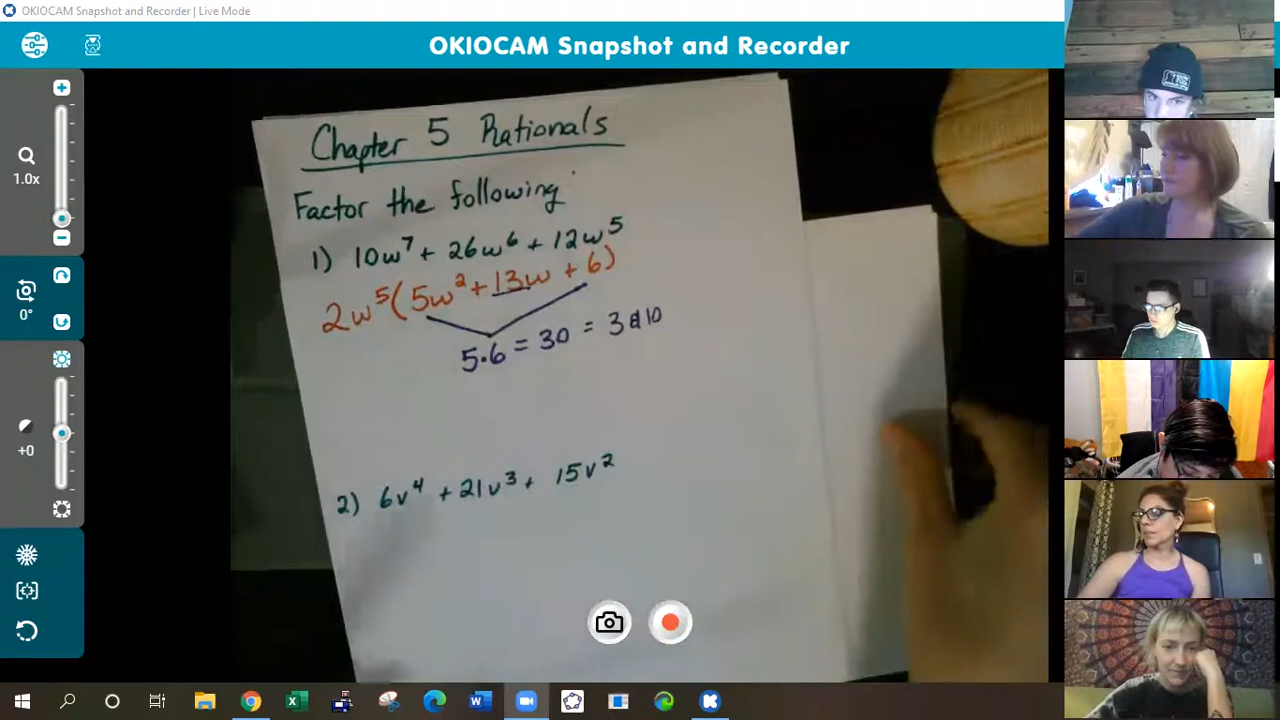 OKIOCAM Snapshot and Recorder | Live Mode
OKIOCAM Snapshot and Recorder
1.0x
0°
+0
Chapter 5 Rationals
Factor the following
1) 10w⁷ + 26w⁶ + 12w⁵
2w⁵(5w² + 13w + 6)
5·6 = 30 = 3 & 10
2) 6v⁴ + 21v³ + 15v²